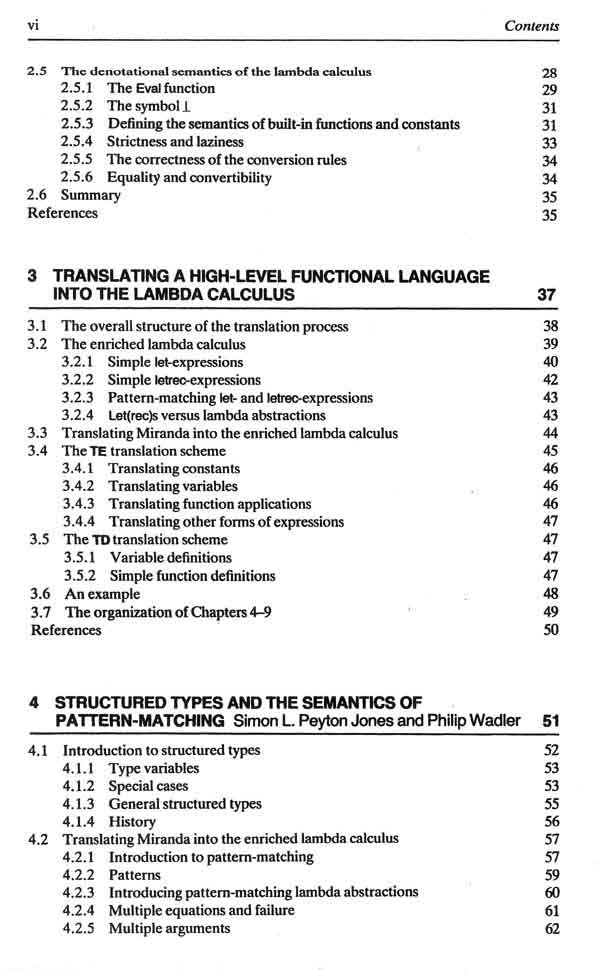 vi Contents
2.5 The denotational semantics of the lambda calculus 28
2.5.1 The Eval function 29
2.5.2 The symbol ⊥ 31
2.5.3 Defining the semantics of built-in functions and constants 31
2.5.4 Strictness and laziness 33
2.5.5 The correctness of the conversion rules 34
2.5.6 Equality and convertibility 34
2.6 Summary 35
References 35
3 TRANSLATING A HIGH-LEVEL FUNCTIONAL LANGUAGE
INTO THE LAMBDA CALCULUS 37
3.1 The overall structure of the translation process 38
3.2 The enriched lambda calculus 39
3.2.1 Simple let-expressions 40
3.2.2 Simple letrec-expressions 42
3.2.3 Pattern-matching let- and letrec-expressions 43
3.2.4 Let(rec)s versus lambda abstractions 43
3.3 Translating Miranda into the enriched lambda calculus 44
3.4 The TE translation scheme 45
3.4.1 Translating constants 46
3.4.2 Translating variables 46
3.4.3 Translating function applications 46
3.4.4 Translating other forms of expressions 47
3.5 The TD translation scheme 47
3.5.1 Variable definitions 47
3.5.2 Simple function definitions 47
3.6 An example 48
3.7 The organization of Chapters 4–9 49
References 50
4 STRUCTURED TYPES AND THE SEMANTICS OF
PATTERN-MATCHING Simon L. Peyton Jones and Philip Wadler 51
4.1 Introduction to structured types 52
4.1.1 Type variables 53
4.1.2 Special cases 53
4.1.3 General structured types 55
4.1.4 History 56
4.2 Translating Miranda into the enriched lambda calculus 57
4.2.1 Introduction to pattern-matching 57
4.2.2 Patterns 59
4.2.3 Introducing pattern-matching lambda abstractions 60
4.2.4 Multiple equations and failure 61
4.2.5 Multiple arguments 62